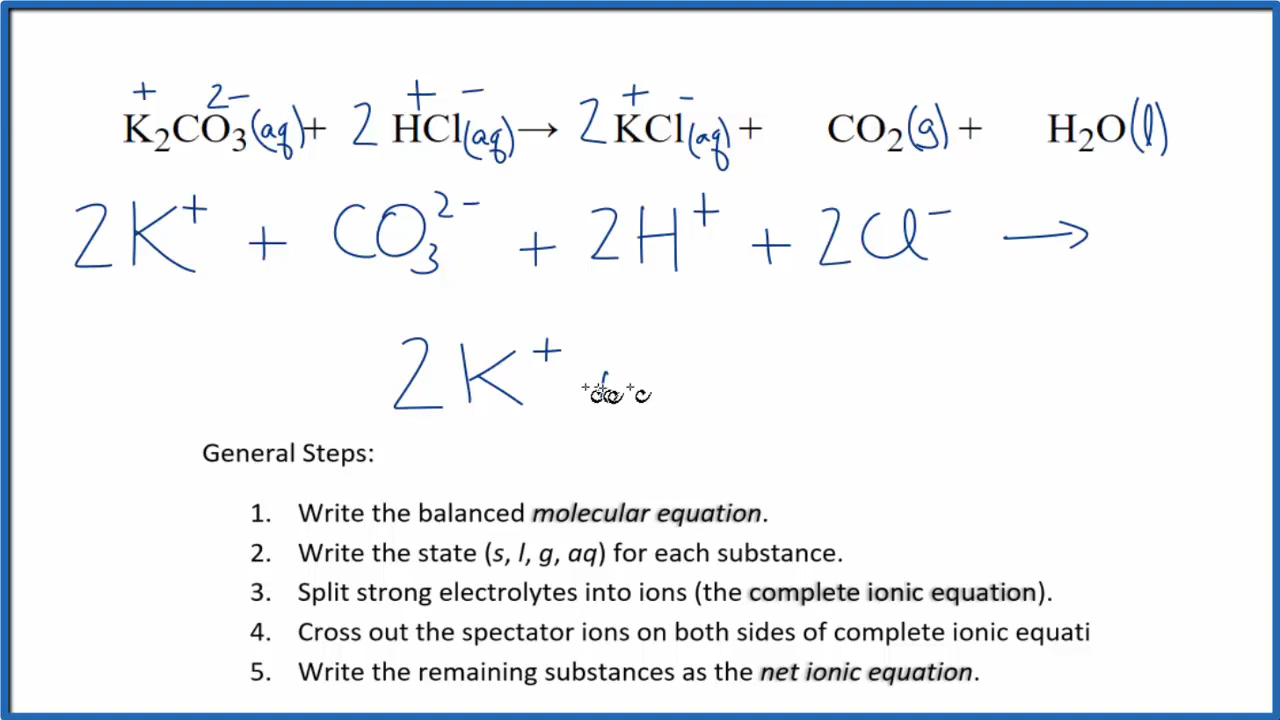 K₂CO₃(aq) + 2 HCl(aq) → 2 KCl(aq) + CO₂(g) + H₂O(l)
2K⁺ + CO₃²⁻ + 2H⁺ + 2Cl⁻ →
2K⁺
General Steps:
1. Write the balanced molecular equation.
2. Write the state (s, l, g, aq) for each substance.
3. Split strong electrolytes into ions (the complete ionic equation).
4. Cross out the spectator ions on both sides of complete ionic equati
5. Write the remaining substances as the net ionic equation.